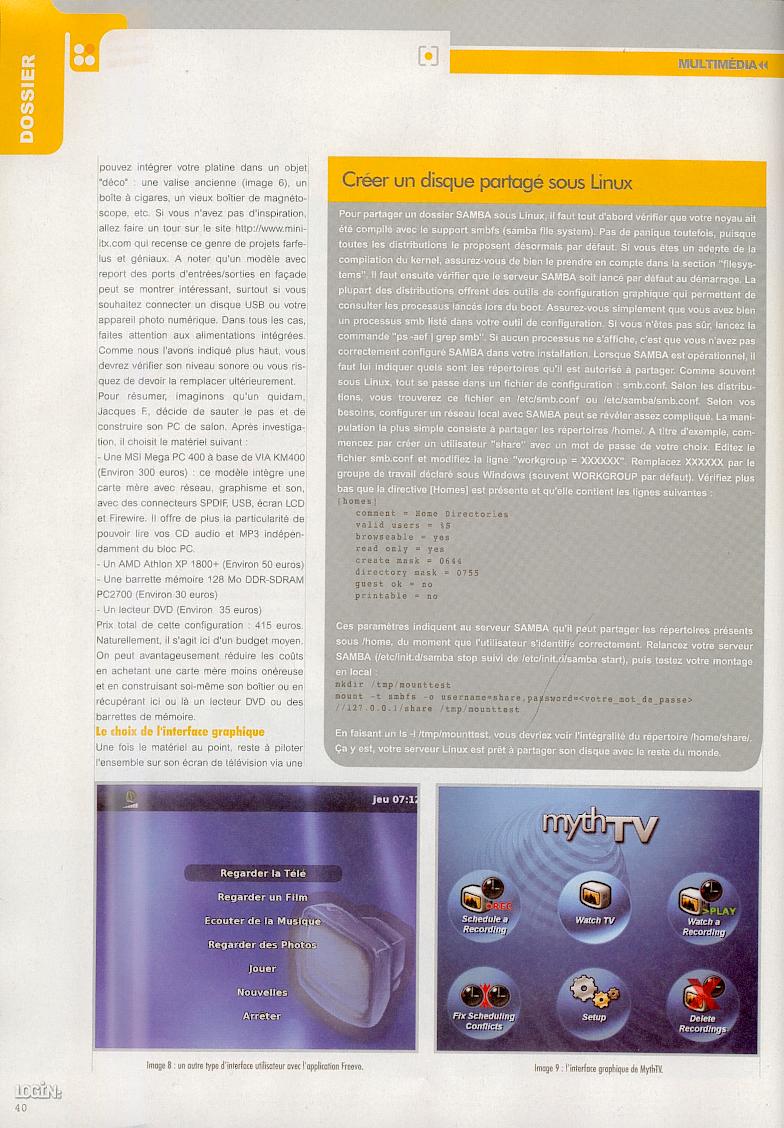 DOSSIER
MULTIMÉDIA
pouvez intégrer votre platine dans un objet
"déco" : une valise ancienne (image 6), un
boîte à cigares, un vieux boîtier de magnéto-
scope, etc. Si vous n'avez pas d'inspiration,
allez faire un tour sur le site http://www.mini-
itx.com qui recense ce genre de projets farfe-
lus et géniaux. A noter qu'un modèle avec
report des ports d'entrées/sorties en façade
peut se montrer intéressant, surtout si vous
souhaitez connecter un disque USB ou votre
appareil photo numérique. Dans tous les cas,
faites attention aux alimentations intégrées.
Comme nous l'avons indiqué plus haut, vous
devrez vérifier son niveau sonore ou vous ris-
quez de devoir la remplacer ultérieurement.
Pour résumer, imaginons qu'un quidam,
Jacques F., décide de sauter le pas et de
construire son PC de salon. Après investiga-
tion, il choisit le matériel suivant :
- Une MSI Mega PC 400 à base de VIA KM400
(Environ 300 euros) : ce modèle intègre une
carte mère avec réseau, graphisme et son,
avec des connecteurs SPDIF, USB, écran LCD
et Firewire. Il offre de plus la particularité de
pouvoir lire vos CD audio et MP3 indépen-
damment du bloc PC.
- Un AMD Athlon XP 1800+ (Environ 50 euros)
- Une barrette mémoire 128 Mo DDR-SDRAM
PC2700 (Environ 30 euros)
- Un lecteur DVD (Environ 35 euros)
Prix total de cette configuration : 415 euros.
Naturellement, il s'agit ici d'un budget moyen.
On peut avantageusement réduire les coûts
en achetant une carte mère moins onéreuse
et en construisant soi-même son boîtier ou en
récupérant ici ou là un lecteur DVD ou des
barrettes de mémoire.
Le choix de l'interface graphique
Une fois le matériel au point, reste à piloter
l'ensemble sur son écran de télévision via une
Créer un disque partagé sous Linux
Pour partager un dossier SAMBA sous Linux, il faut tout d'abord vérifier que votre noyau ait
été compilé avec le support smbfs (samba file system). Pas de panique toutefois, puisque
toutes les distributions le proposent désormais par défaut. Si vous êtes un adepte de la
compilation du kernel, assurez-vous de bien le prendre en compte dans la section "filesys-
tems". Il faut ensuite vérifier que le serveur SAMBA soit lancé par défaut au démarrage. La
plupart des distributions offrent des outils de configuration graphique qui permettent de
consulter les processus lancés lors du boot. Assurez-vous simplement que vous avez bien
un processus smb listé dans votre outil de configuration. Si vous n'êtes pas sûr, lancez la
commande "ps -aef | grep smb". Si aucun processus ne s'affiche, c'est que vous n'avez pas
correctement configuré SAMBA dans votre installation. Lorsque SAMBA est opérationnel, il
faut lui indiquer quels sont les répertoires qu'il est autorisé à partager. Comme souvent
sous Linux, tout se passe dans un fichier de configuration : smb.conf. Selon les distribu-
tions, vous trouverez ce fichier en /etc/smb.conf ou /etc/samba/smb.conf. Selon vos
besoins, configurer un réseau local avec SAMBA peut se révéler assez compliqué. La mani-
pulation la plus simple consiste à partager les répertoires /home/. A titre d'exemple, com-
mencez par créer un utilisateur "share" avec un mot de passe de votre choix. Editez le
fichier smb.conf et modifiez la ligne "workgroup = XXXXXX". Remplacez XXXXXX par le
groupe de travail déclaré sous Windows (souvent WORKGROUP par défaut). Vérifiez plus
bas que la directive [Homes] est présente et qu'elle contient les lignes suivantes :
[homes]
comment = Home Directories
valid users = %S
browseable = yes
read only = yes
create mask = 0644
directory mask = 0755
guest ok = no
printable = no
Ces paramètres indiquent au serveur SAMBA qu'il peut partager les répertoires présents
sous /home, du moment que l'utilisateur s'identifie correctement. Relancez votre serveur
SAMBA (/etc/init.d/samba stop suivi de /etc/init.d/samba start), puis testez votre montage
en local :
mkdir /tmp/mounttest
mount -t smbfs -o username=share,password=<votre_mot_de_passe>
//127.0.0.1/share /tmp/mounttest
En faisant un ls -l /tmp/mounttest, vous devriez voir l'intégralité du répertoire /home/share/.
Ça y est, votre serveur Linux est prêt à partager son disque avec le reste du monde.
jeu 07:12
Regarder la Télé
Regarder un Film
Ecouter de la Musique
Regarder des Photos
Jouer
Nouvelles
Arreter
mythTV
REC
Schedule a
Recording
Watch TV
>PLAY
Watch a
Recording
Fix Scheduling
Conflicts
Setup
Delete
Recordings
Image 8 : un autre type d'interface utilisateur avec l'application Freevo.
Image 9 : l'interface graphique de MythTV.
LOGIN:
40